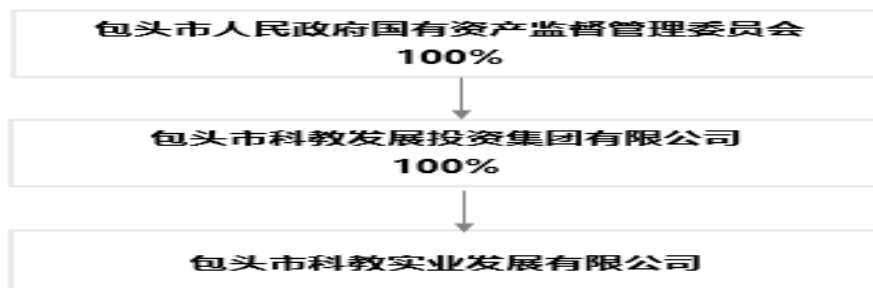 包头市人民政府国有资产监督管理委员会
100%
包头市科教发展投资集团有限公司
100%
包头市科教实业发展有限公司